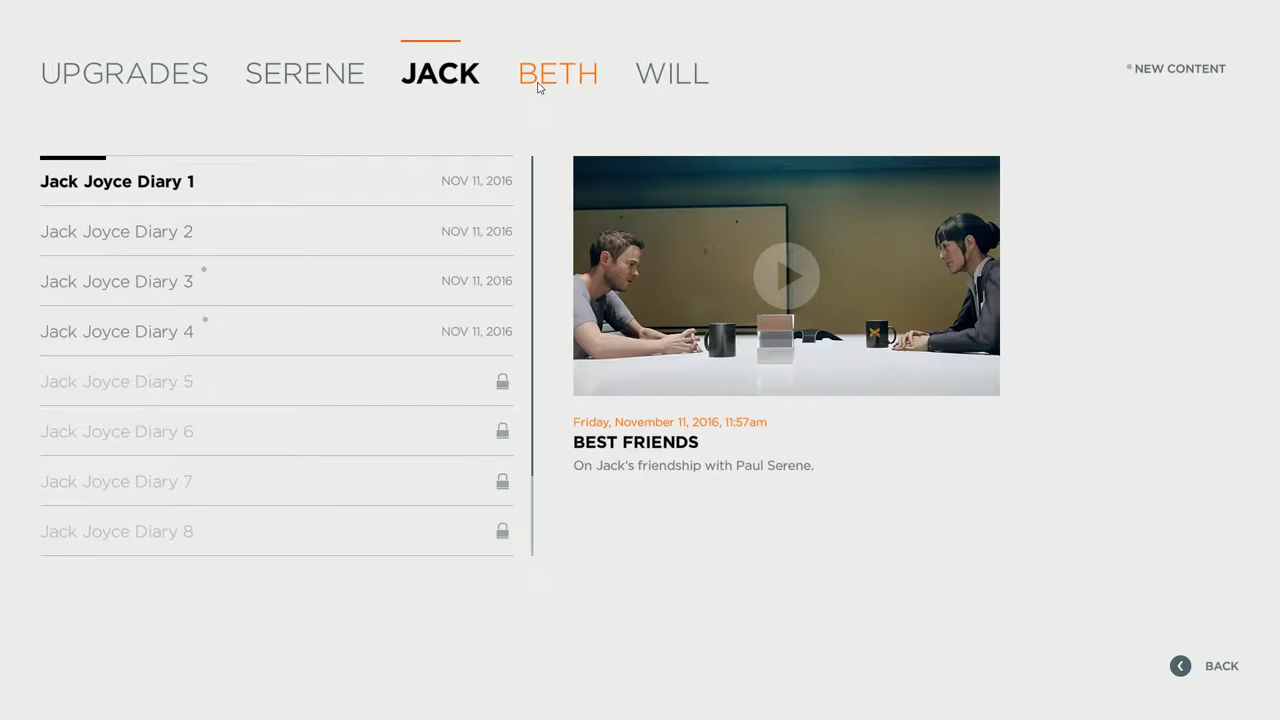 UPGRADES SERENE JACK BETH WILL
NEW CONTENT
Jack Joyce Diary 1 NOV 11, 2016
Jack Joyce Diary 2 NOV 11, 2016
Jack Joyce Diary 3 NOV 11, 2016
Jack Joyce Diary 4 NOV 11, 2016
Jack Joyce Diary 5
Jack Joyce Diary 6
Jack Joyce Diary 7
Jack Joyce Diary 8
Friday, November 11, 2016, 11:57am
BEST FRIENDS
On Jack's friendship with Paul Serene.
BACK